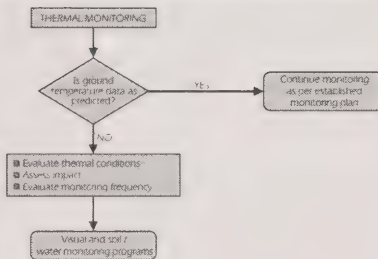 THERMAL MONITORING
Is ground
temperature data as
predicted?
YES
Continue monitoring
as per established
monitoring plan
NO
Evaluate thermal conditions
Assess impact
Evaluate monitoring frequency
Visual and soil /
water monitoring programs